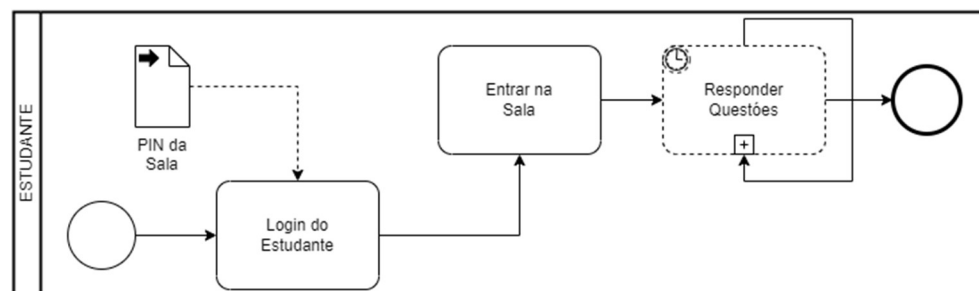 ESTUDANTE
PIN da
Sala
Login do
Estudante
Entrar na
Sala
Responder
Questões